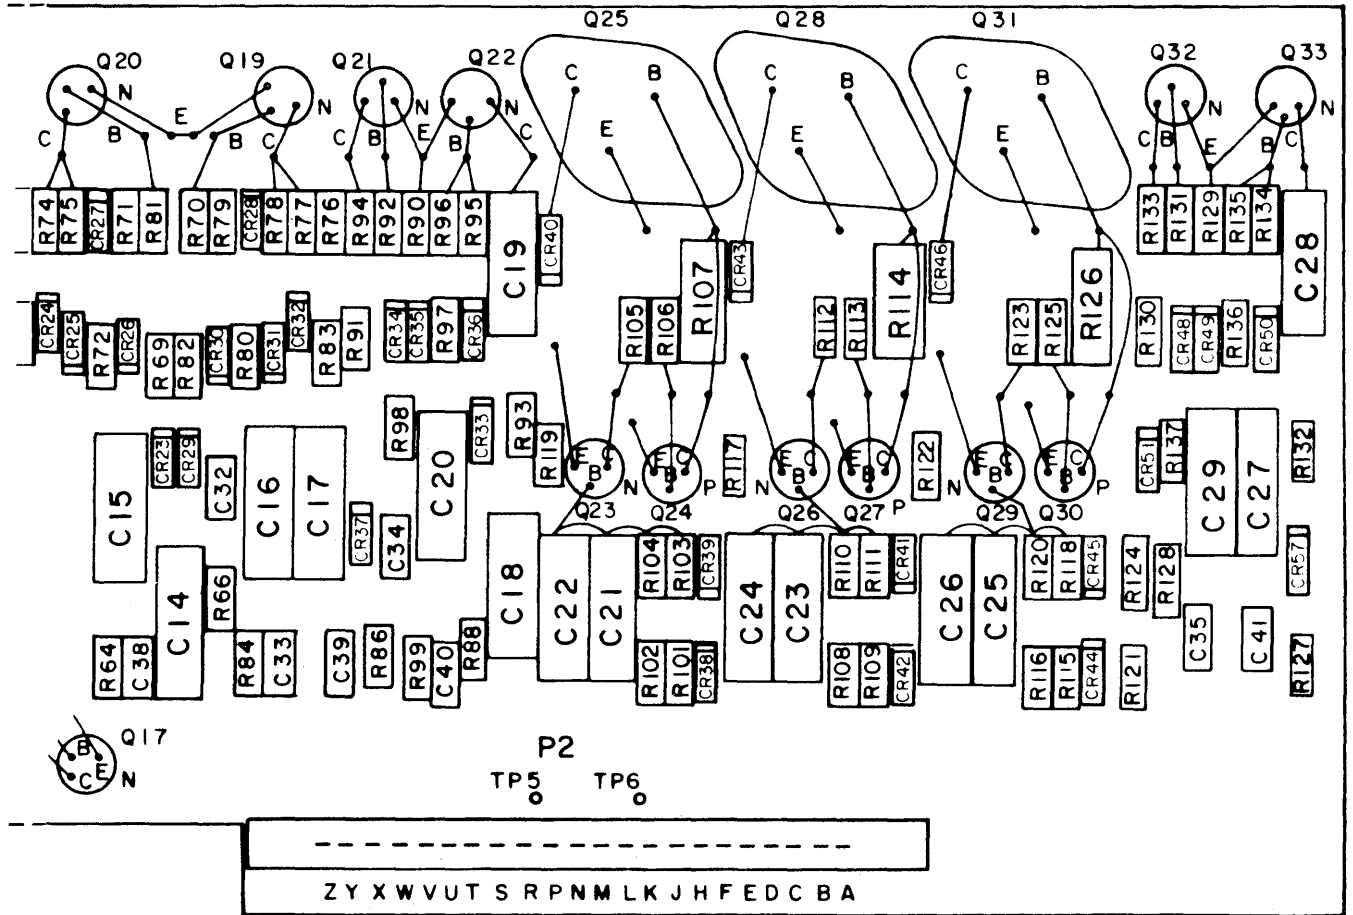 Q25 Q28 Q31
Q20 Q19 Q21 Q22 Q32 Q33
C B C B C B
N E N N N N N
C B B C C B E B C E E E C B E B C
R74 R75 CR27 R71 R81 R70 R79 CR28 R78 R77 R76 R94 R92 R90 R96 R95 C19 CR40 R107 CR43 R114 CR46 R126 R133 R131 R129 R135 R134 C28
CR24 CR25 R72 CR26 R69 R82 CR30 R80 CR31 CR32 R83 R91 CR34 CR35 R97 CR36 R105 R106 R112 R113 R123 R125 R130 CR48 CR49 R136 CR50
C15 CR23 CR29 C32 C16 C17 CR37 R98 C34 C20 CR33 R93 R119 R117 R122 CR51 R137 C29 C27 R132
E B C N E B C P E B C N E B C P E B C N E B C P
Q23 Q24 Q26 Q27 Q29 Q30
C14 R66 C18 C22 C21 R104 R103 CR39 C24 C23 R110 R111 CR41 C26 C25 R120 R118 CR45 R124 R128 CR57
R64 C38 R84 C33 C39 R86 R99 C40 R88 R102 R101 CR38 R108 R109 CR42 R116 R115 CR44 R121 C35 C41 R127
Q17
B E C N
P2
TP5 TP6
Z Y X W V U T S R P N M L K J H F E D C B A